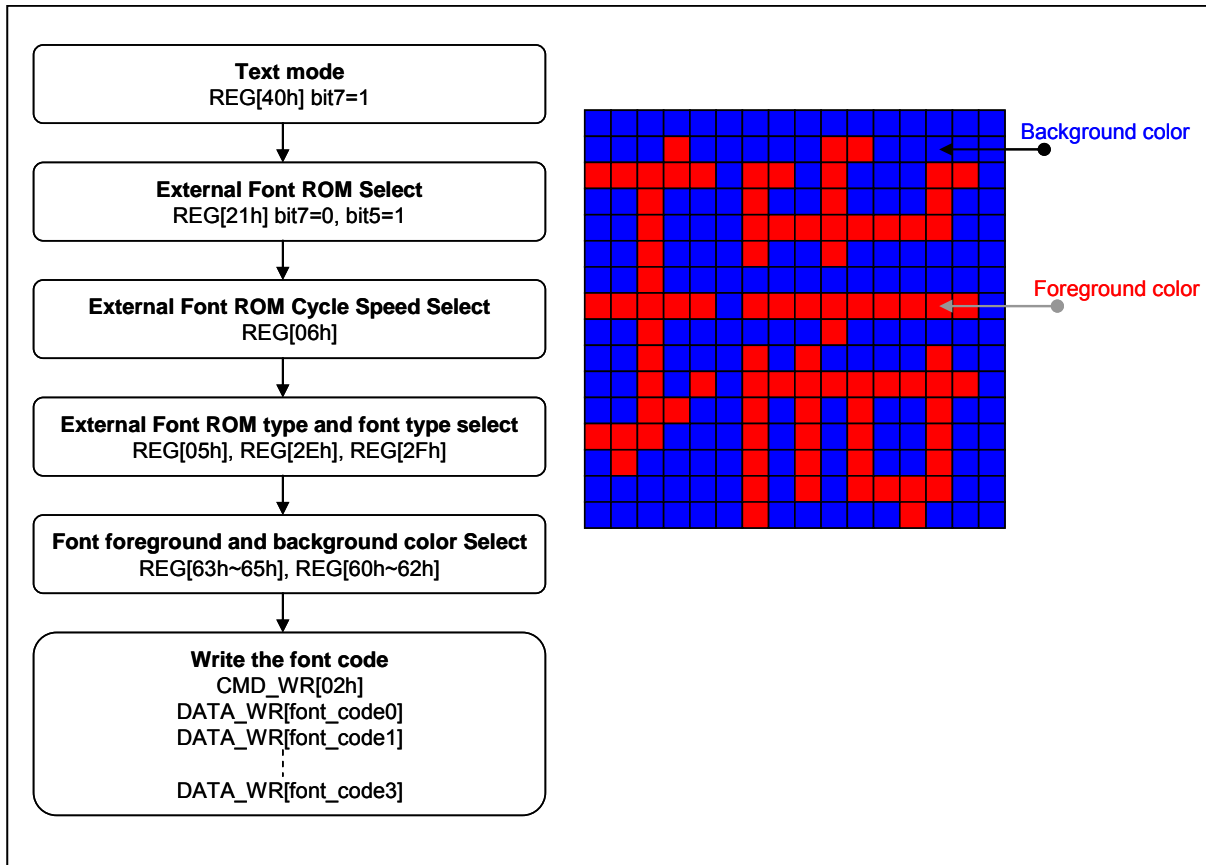 Text mode
REG[40h] bit7=1
External Font ROM Select
REG[21h] bit7=0, bit5=1
External Font ROM Cycle Speed Select
REG[06h]
External Font ROM type and font type select
REG[05h], REG[2Eh], REG[2Fh]
Font foreground and background color Select
REG[63h~65h], REG[60h~62h]
Write the font code
CMD_WR[02h]
DATA_WR[font_code0]
DATA_WR[font_code1]
DATA_WR[font_code3]
Background color
Foreground color